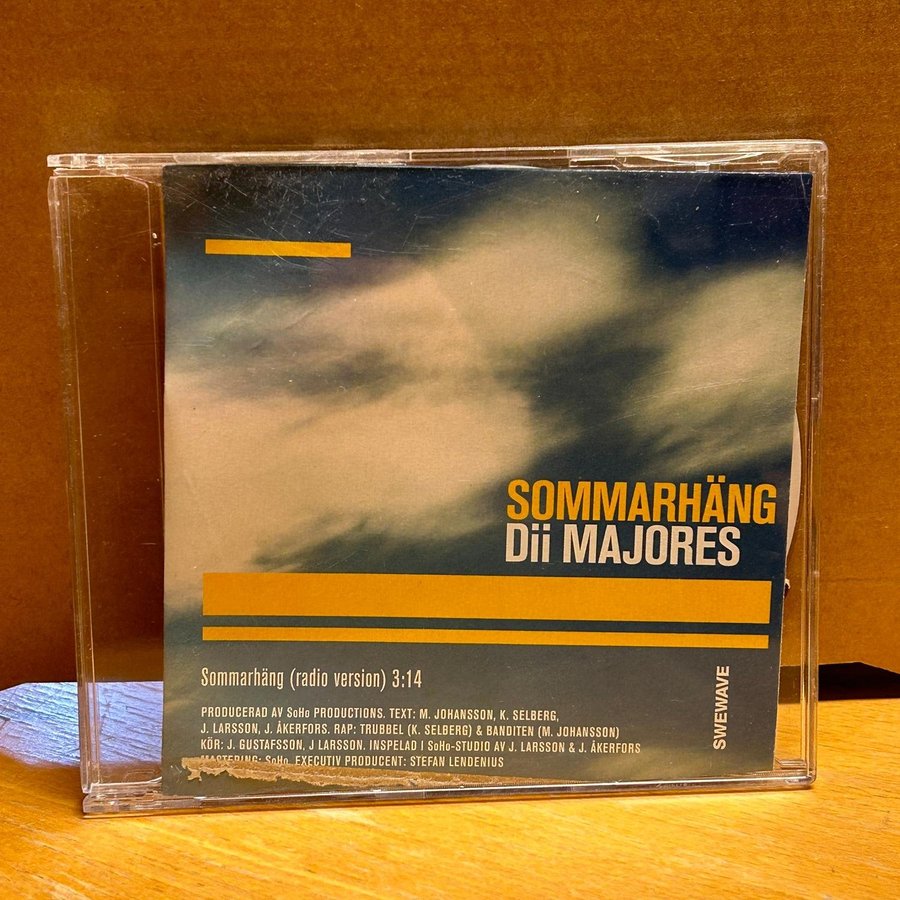 SOMMARHÄNG
Dii MAJORES
Sommarhäng (radio version) 3:14
PRODUCERAD AV SoHo PRODUCTIONS. TEXT: M. JOHANSSON, K. SELBERG,
J. LARSSON, J. ÅKERFORS. RAP: TRUBBEL (K. SELBERG) & BANDITEN (M. JOHANSSON)
KÖR: J. GUSTAFSSON, J LARSSON. INSPELAD I SoHo-STUDIO AV J. LARSSON & J. ÅKERFORS
MASTERING: SoHo. EXECUTIV PRODUCENT: STEFAN LENDENIUS
SWEWAVE